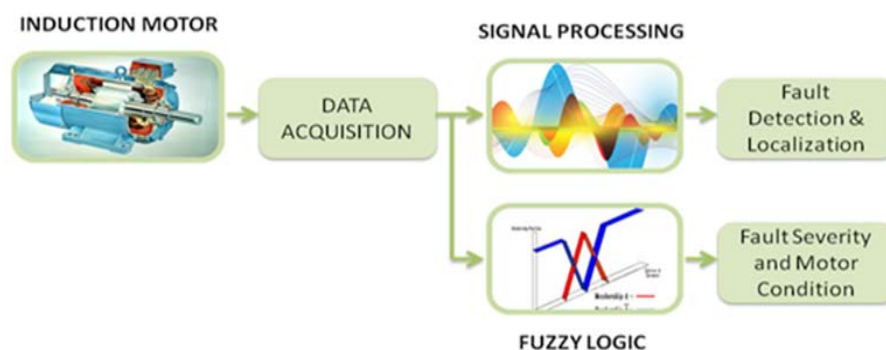 INDUCTION MOTOR
SIGNAL PROCESSING
DATA
ACQUISITION
Fault
Detection &
Localization
Fault Severity
and Motor
Condition
FUZZY LOGIC